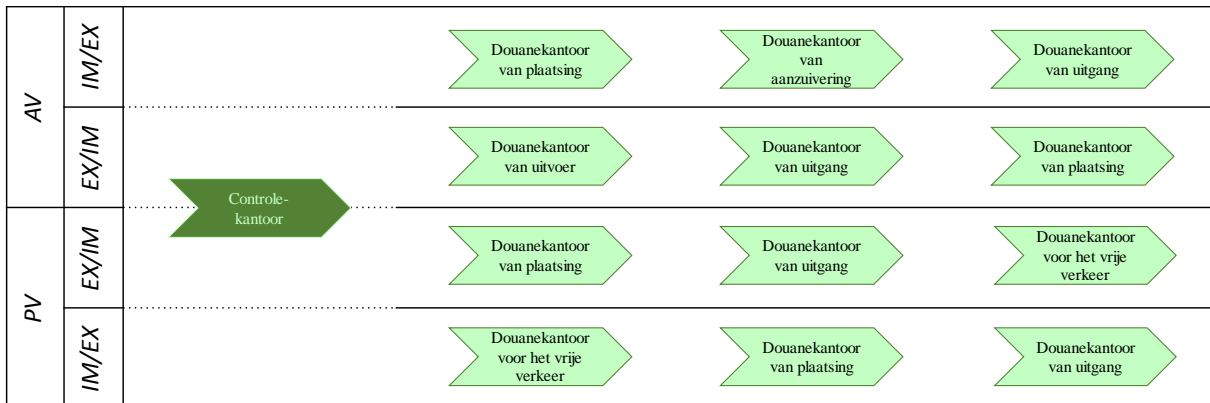 AV
IM/EX
Douanekantoor
van plaatsing
Douanekantoor
van
aanzuivering
Douanekantoor
van uitgang
EX/IM
Douanekantoor
van uitvoer
Douanekantoor
van uitgang
Douanekantoor
van plaatsing
Controle-
kantoor
PV
EX/IM
Douanekantoor
van plaatsing
Douanekantoor
van uitgang
Douanekantoor
voor het vrije
verkeer
IM/EX
Douanekantoor
voor het vrije
verkeer
Douanekantoor
van plaatsing
Douanekantoor
van uitgang